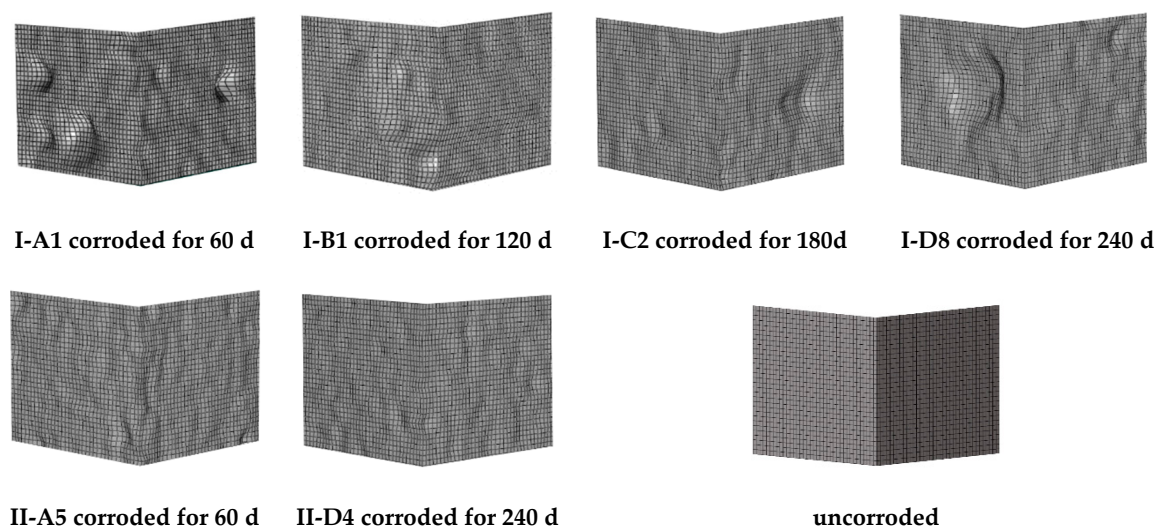 I-A1 corroded for 60 d
I-B1 corroded for 120 d
I-C2 corroded for 180d
I-D8 corroded for 240 d
II-A5 corroded for 60 d
II-D4 corroded for 240 d
uncorroded